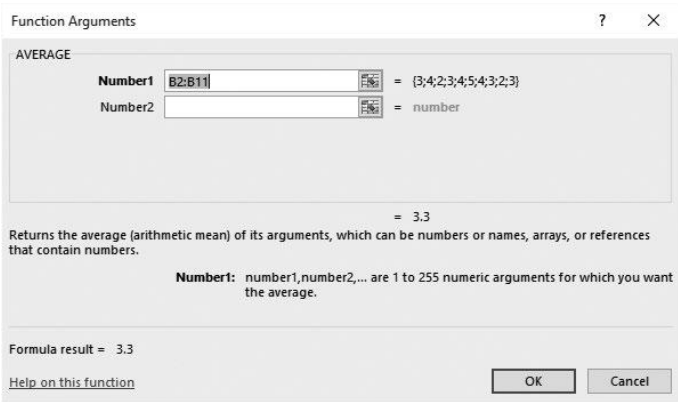 Function Arguments ? X
AVERAGE
Number1 B2:B11 = {3;4;2;3;4;5;4;3;2;3}
Number2 = number
= 3.3
Returns the average (arithmetic mean) of its arguments, which can be numbers or names, arrays, or references
that contain numbers.
Number1: number1,number2,... are 1 to 255 numeric arguments for which you want
the average.
Formula result = 3.3
Help on this function OK Cancel